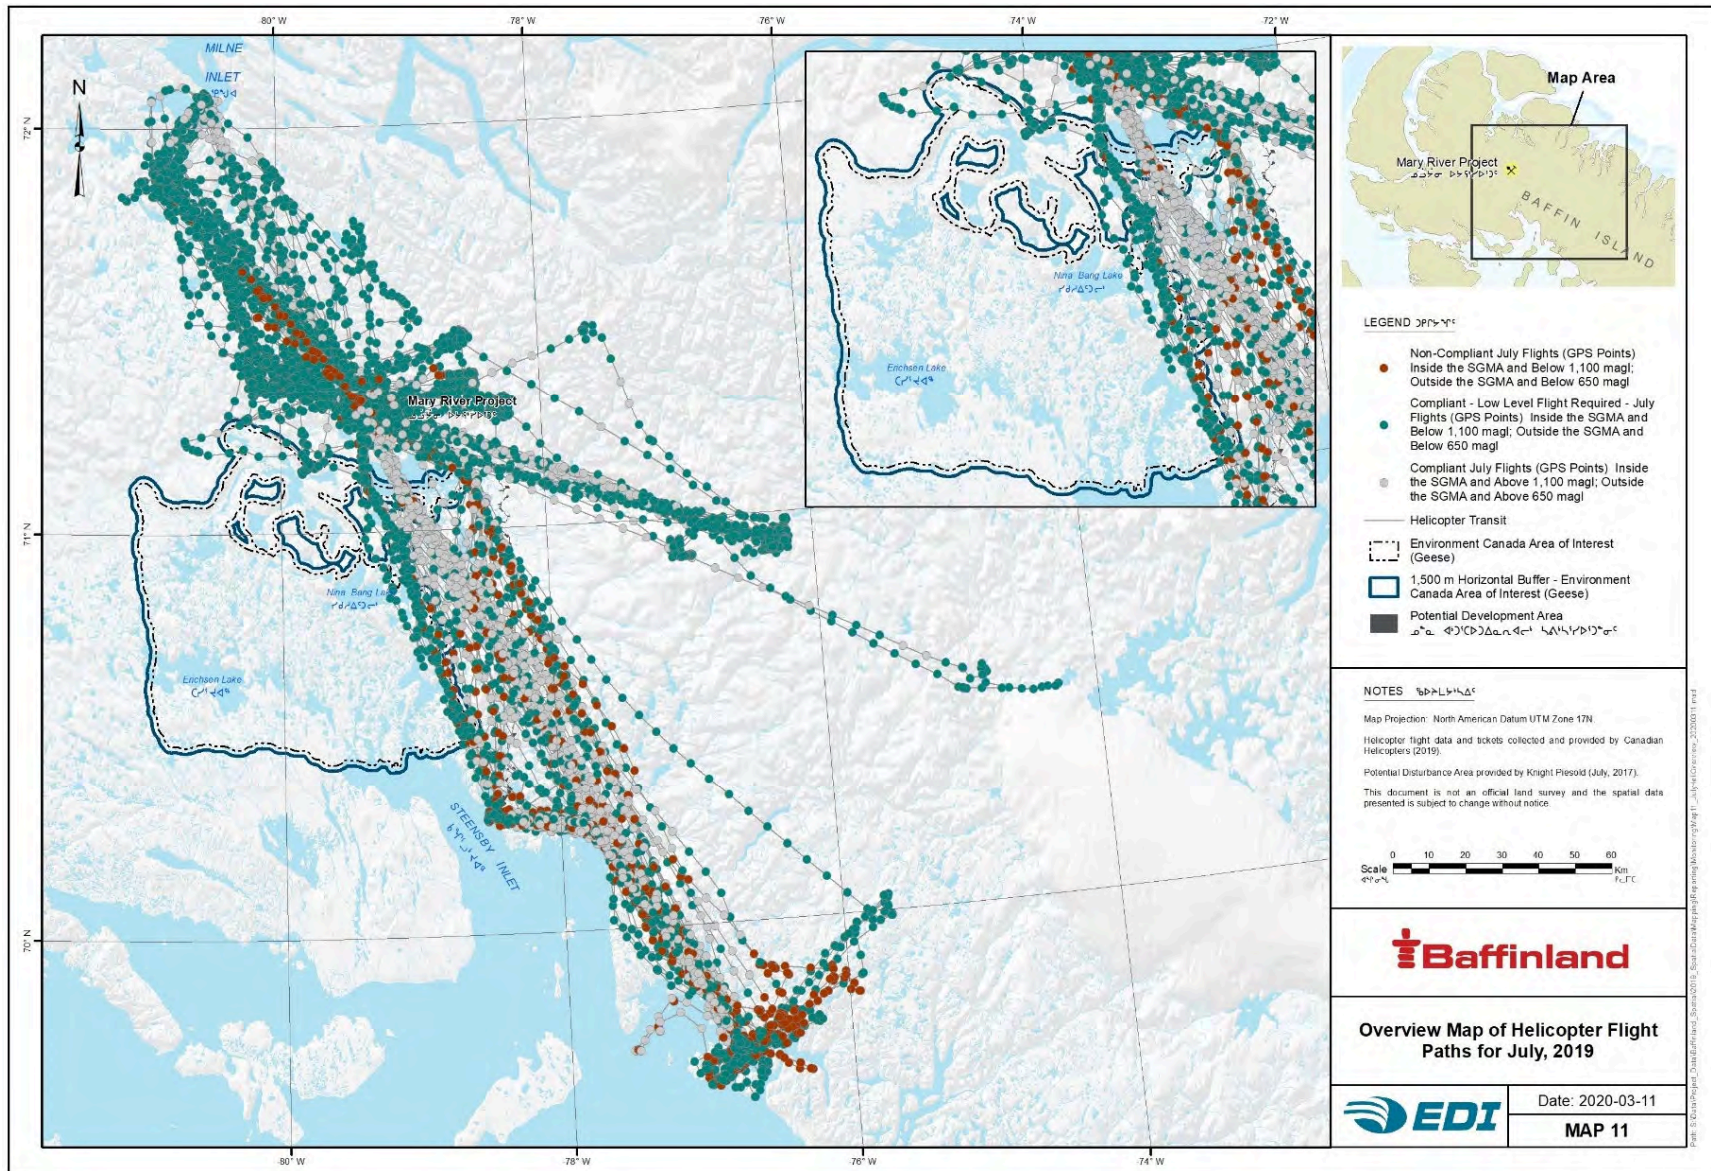 80° W
78° W
76° W
74° W
72° W
MILNE
INLET
N
72° N
71° N
70° N
Mary River Project
Nina Bang Lake
Erichsen Lake
STEENSBY INLET
80° W
78° W
76° W
74° W
Nina Bang Lake
Erichsen Lake
Map Area
Mary River Project
BAFFIN ISLAND
LEGEND
Non-Compliant July Flights (GPS Points)
Inside the SGMA and Below 1,100 magl;
Outside the SGMA and Below 650 magl
Compliant - Low Level Flight Required - July
Flights (GPS Points) Inside the SGMA and
Below 1,100 magl; Outside the SGMA and
Below 650 magl
Compliant July Flights (GPS Points) Inside
the SGMA and Above 1,100 magl; Outside
the SGMA and Above 650 magl
Helicopter Transit
Environment Canada Area of Interest
(Geese)
1,500 m Horizontal Buffer - Environment
Canada Area of Interest (Geese)
Potential Development Area
NOTES
Map Projection: North American Datum UTM Zone 17N.
Helicopter flight data and tickets collected and provided by Canadian
Helicopters (2019).
Potential Disturbance Area provided by Knight Piesold (July, 2017).
This document is not an official land survey and the spatial data
presented is subject to change without notice.
0 10 20 30 40 50 60
Scale Km
Baffinland
Overview Map of Helicopter Flight
Paths for July, 2019
EDI
Date: 2020-03-11
MAP 11